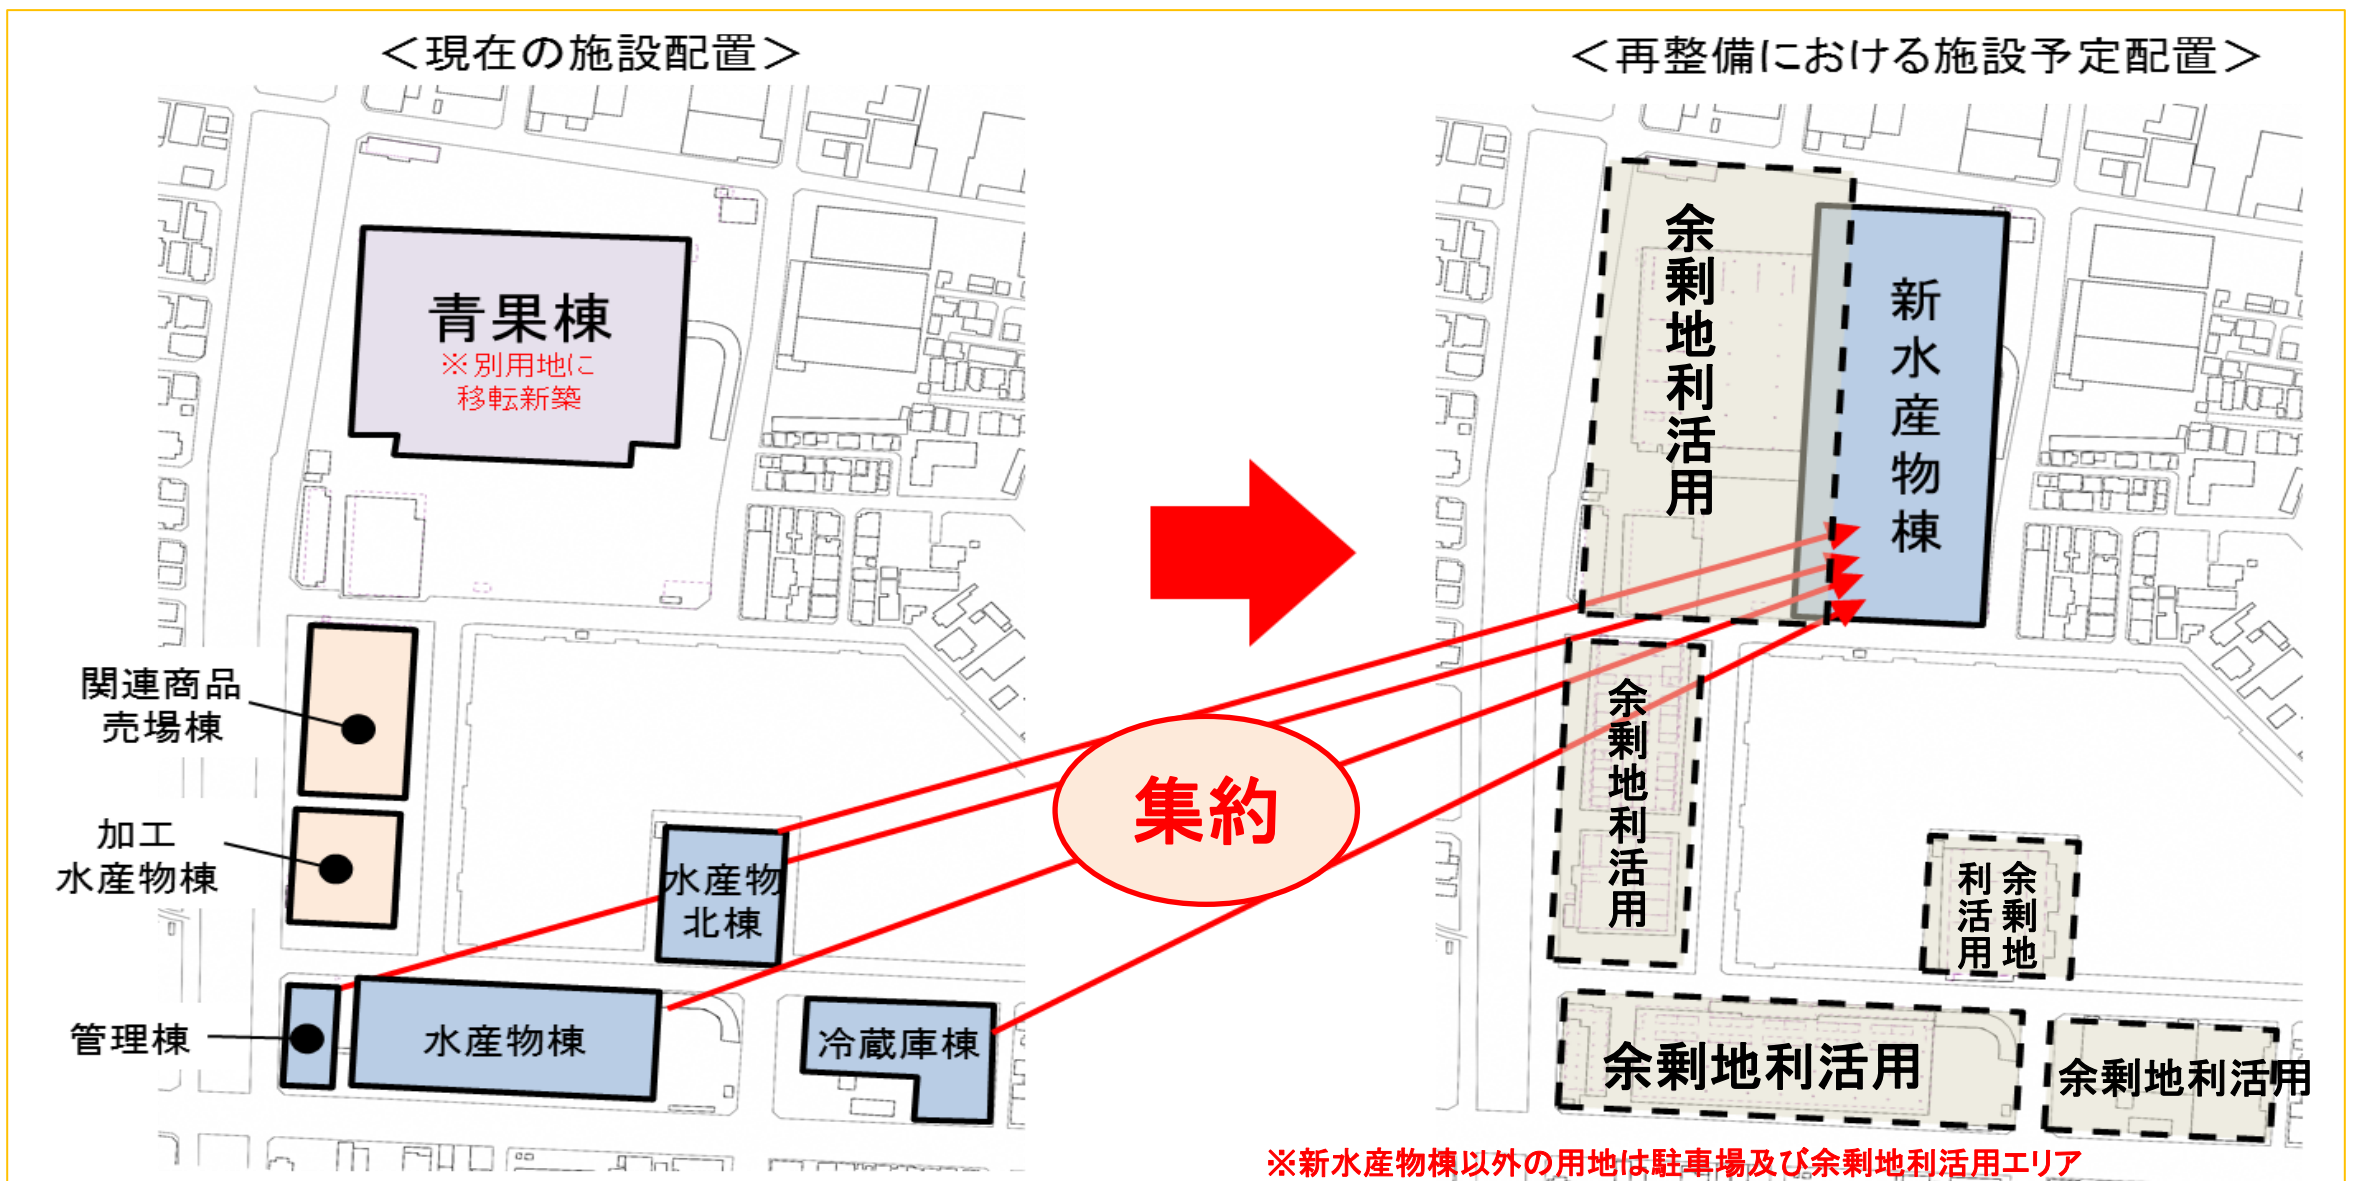 ＜現在の施設配置＞
青果棟
※別用地に
移転新築
関連商品
売場棟
加工
水産物棟
水産物
北棟
管理棟
水産物棟
冷蔵庫棟
集約
＜再整備における施設予定配置＞
余剰地利活用
新水産物棟
余剰地利活用
余剰地
利活用
余剰地利活用
余剰地利活用
※新水産物棟以外の用地は駐車場及び余剰地利活用エリア